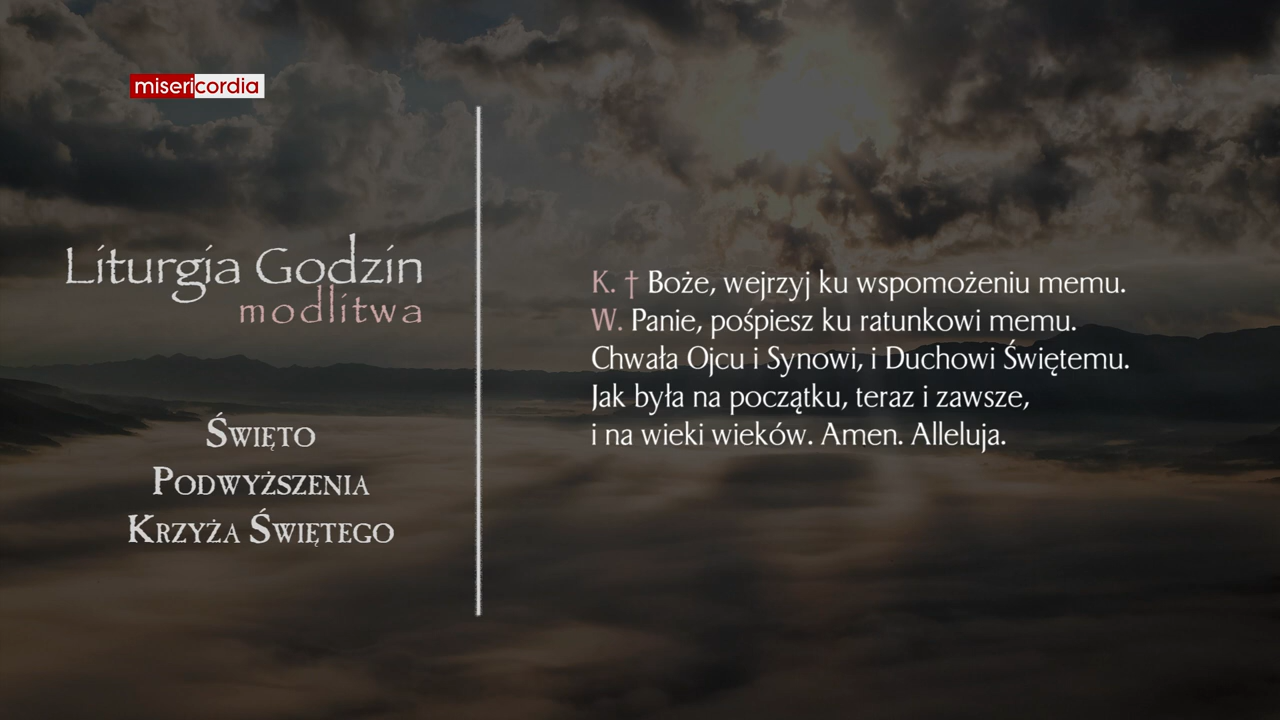 misericordia
Liturgia Godzin
modlitwa
Święto
Podwyższenia
Krzyża Świętego
K. † Boże, wejrzyj ku wspomożeniu memu.
W. Panie, pośpiesz ku ratunkowi memu.
Chwała Ojcu i Synowi, i Duchowi Świętemu.
Jak była na początku, teraz i zawsze,
i na wieki wieków. Amen. Alleluja.